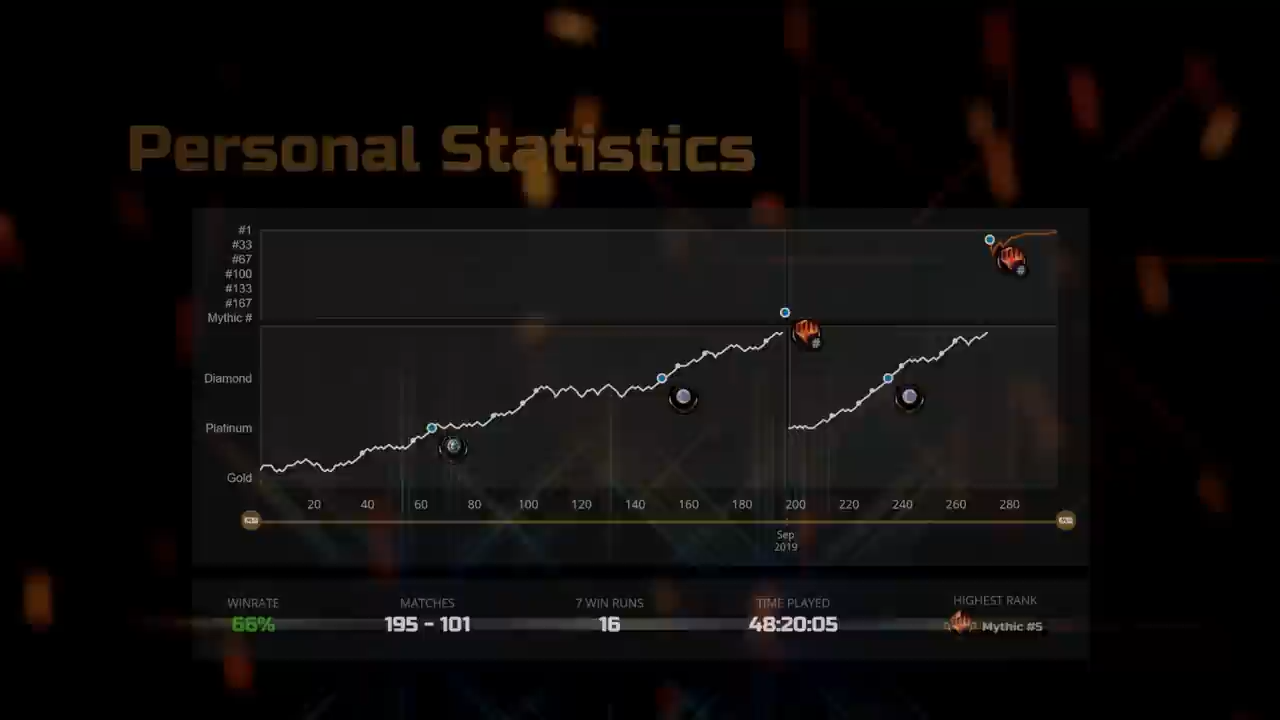 Personal Statistics
#1
#33
#67
#100
#133
#167
Mythic #
Diamond
Platinum
Gold
20 40 60 80 100 120 140 160 180 200 220 240 260 280
Sep
2019
WINRATE MATCHES 7 WIN RUNS TIME PLAYED HIGHEST RANK
66% 195 - 101 16 48:20:05 Mythic #5